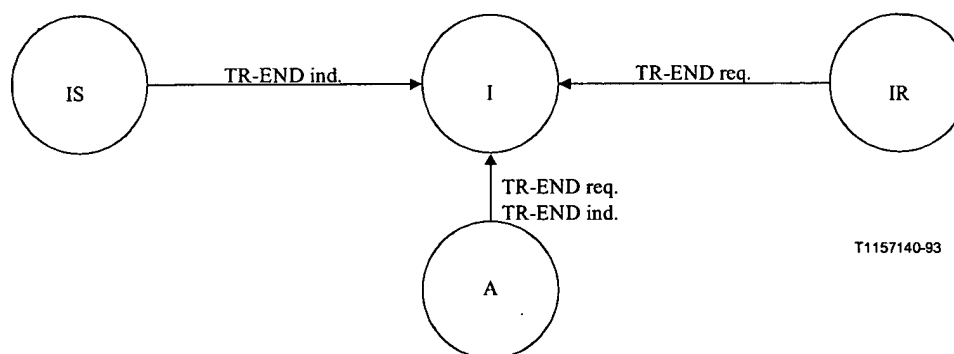 TR-END ind.
TR-END req.
IS
I
IR
TR-END req.
TR-END ind.
T1157140-93
A